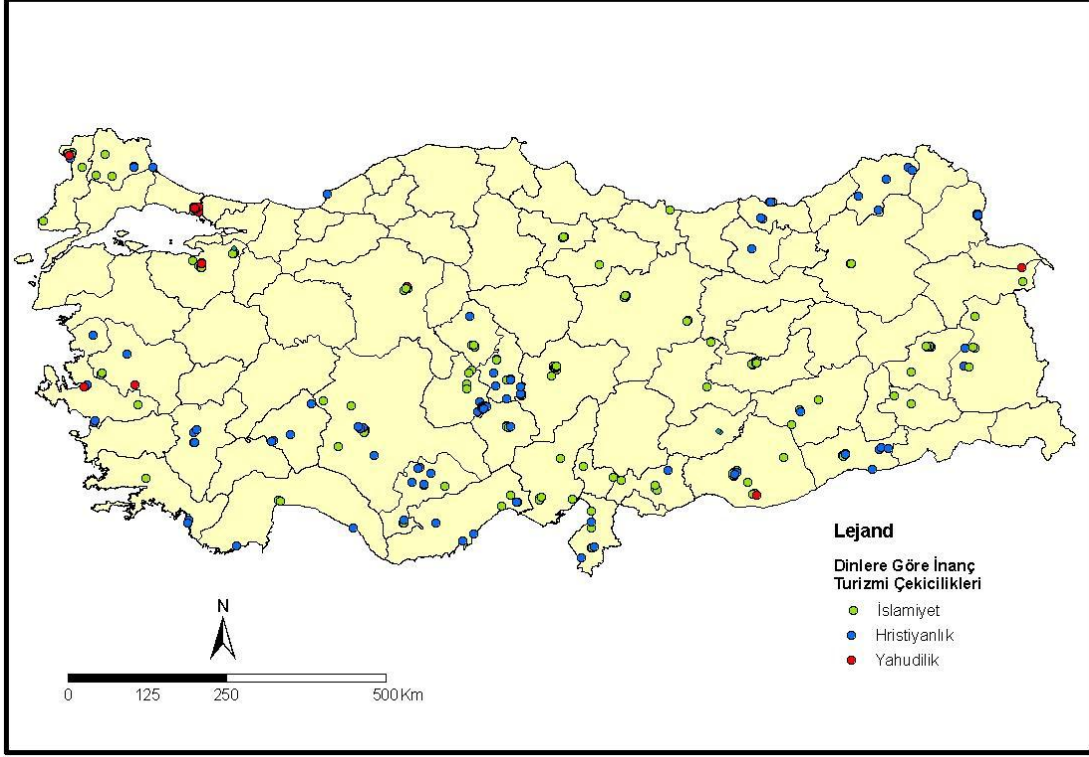 Lejand
Dinlere Göre İnanç
Turizmi Çekicilikleri
İslamiyet
Hristiyanlık
Yahudilik
N
0 125 250 500 Km